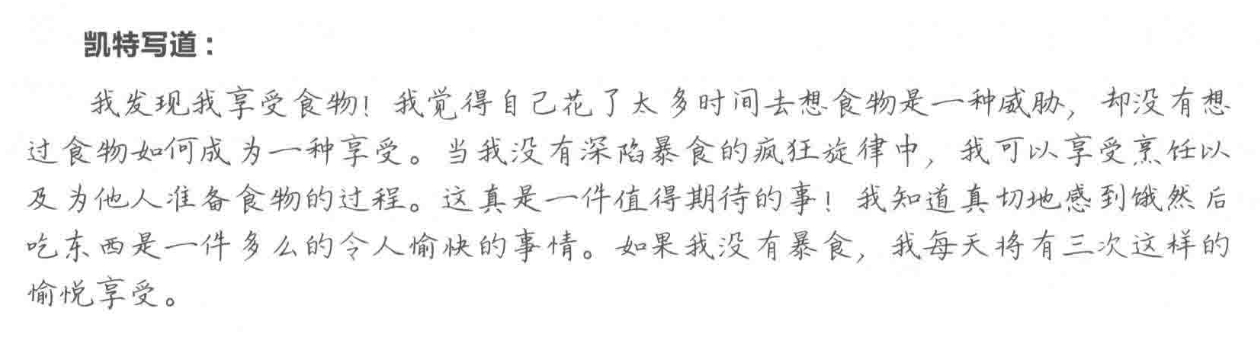 凯特写道：
我发现我享受食物！我觉得自己花了太多时间去想食物是一种威胁，却没有想
过食物如何成为一种享受。当我没有深陷暴食的疯狂旋律中，我可以享受烹饪以
及为他人准备食物的过程。这真是一件值得期待的事！我知道真切地感到饿然后
吃东西是一件多么的令人愉快的事情。如果我没有暴食，我每天将有三次这样的
愉悦享受。